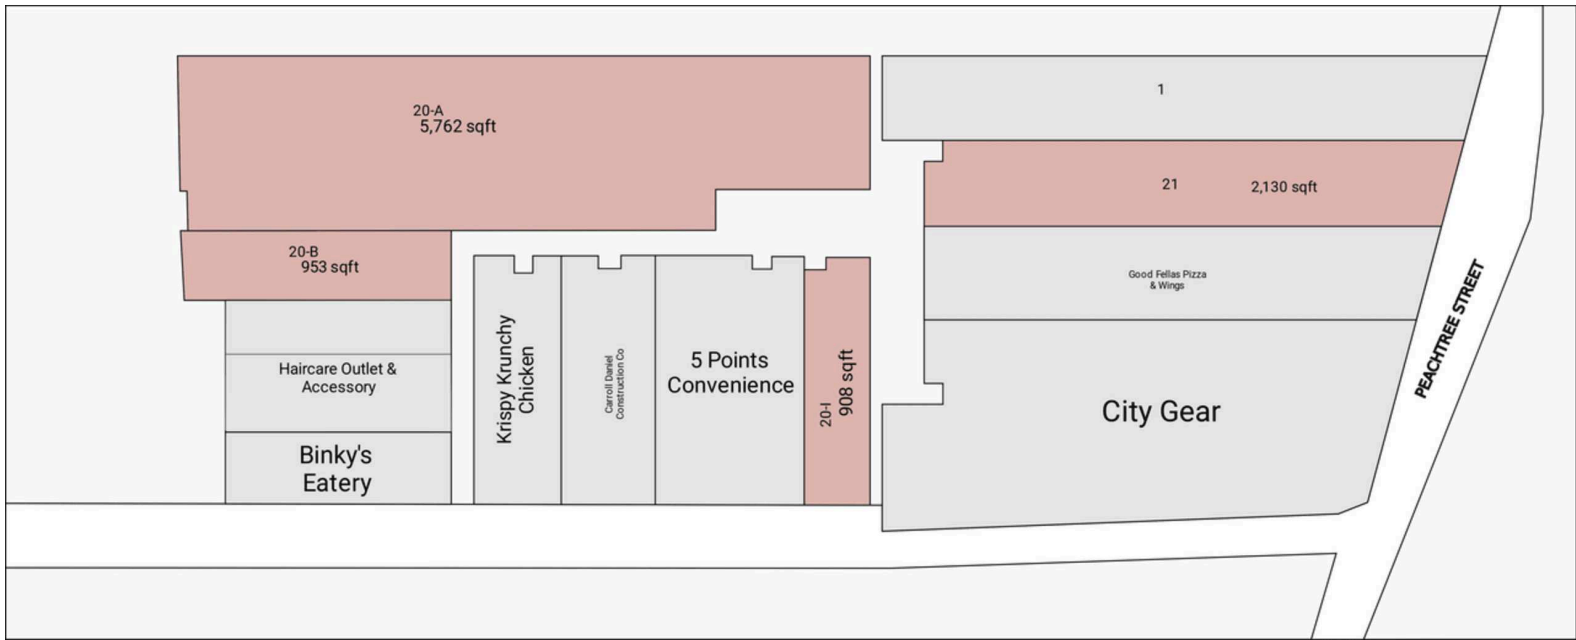 1
20-A
5,762 sqft
21
2,130 sqft
20-B
953 sqft
Good Fellas Pizza
& Wings
PEACHTREE STREET
Haircare Outlet &
Accessory
Krispy Krunchy
Chicken
Carroll Daniel
Construction Co
5 Points
Convenience
20-I
908 sqft
City Gear
Binky's
Eatery